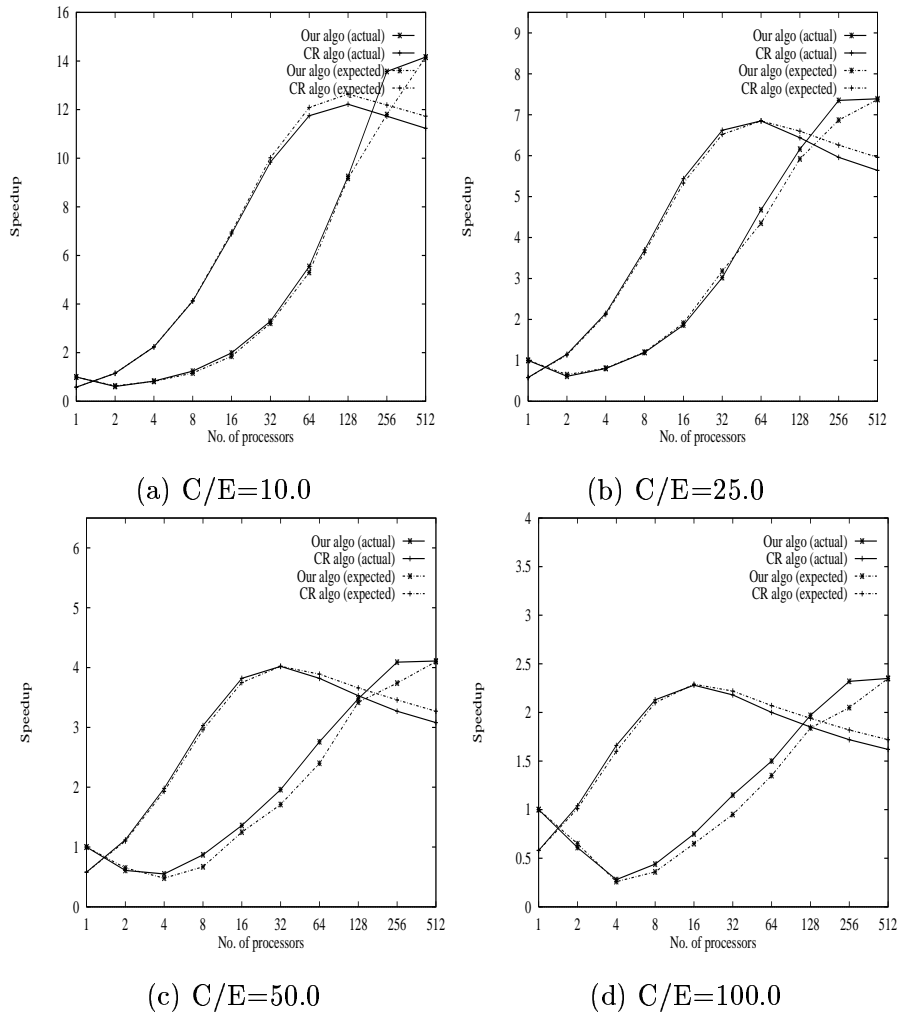 16
14
12
10
8
6
4
2
0
Speedup
Our algo (actual)
CR algo (actual)
Our algo (expected)
CR algo (expected)
1 2 4 8 16 32 64 128 256 512
No. of processors
(a) C/E=10.0
9
8
7
6
5
4
3
2
1
0
Speedup
Our algo (actual)
CR algo (actual)
Our algo (expected)
CR algo (expected)
1 2 4 8 16 32 64 128 256 512
No. of processors
(b) C/E=25.0
6
5
4
3
2
1
0
Speedup
Our algo (actual)
CR algo (actual)
Our algo (expected)
CR algo (expected)
1 2 4 8 16 32 64 128 256 512
No. of processors
(c) C/E=50.0
4
3.5
3
2.5
2
1.5
1
0.5
0
Speedup
Our algo (actual)
CR algo (actual)
Our algo (expected)
CR algo (expected)
1 2 4 8 16 32 64 128 256 512
No. of processors
(d) C/E=100.0